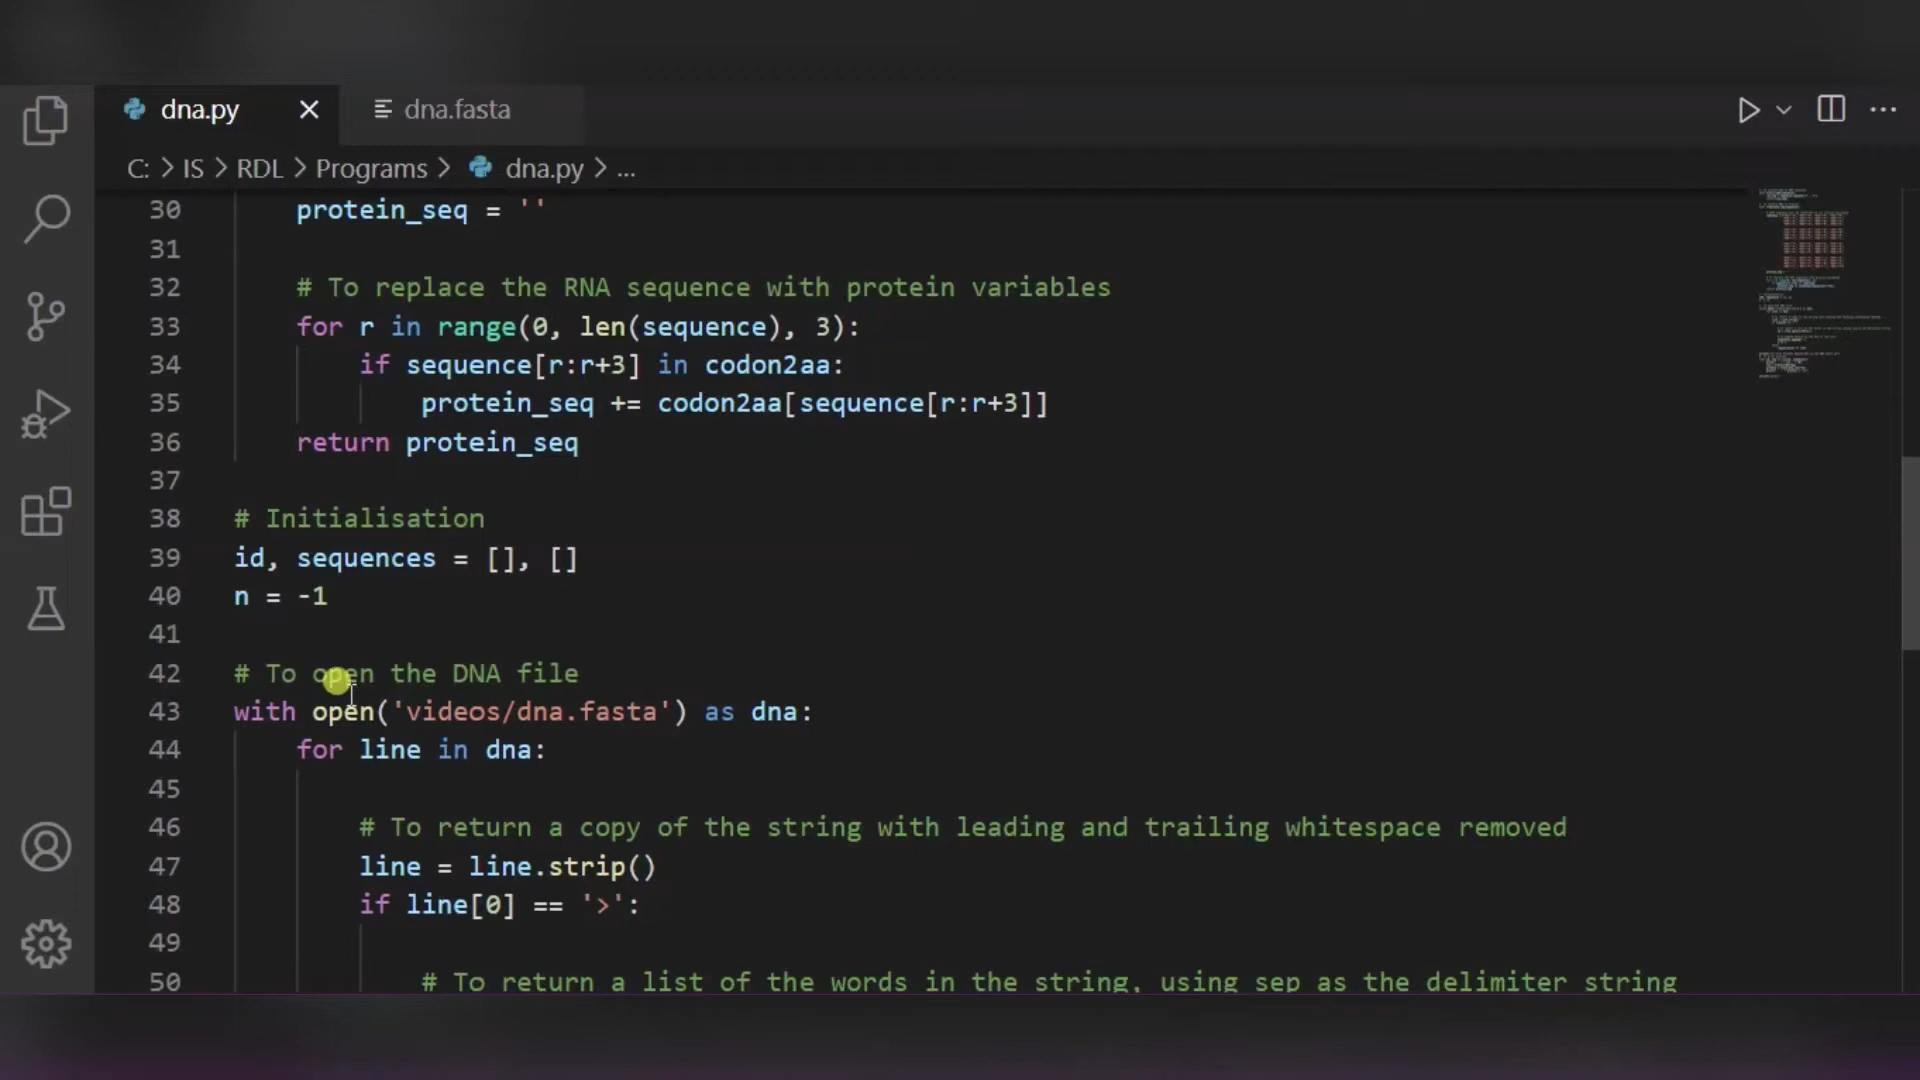 dna.py
dna.fasta
C: > IS > RDL > Programs > dna.py > ...
30 protein_seq = ''
31
32 # To replace the RNA sequence with protein variables
33 for r in range(0, len(sequence), 3):
34 if sequence[r:r+3] in codon2aa:
35 protein_seq += codon2aa[sequence[r:r+3]]
36 return protein_seq
37
38 # Initialisation
39 id, sequences = [], []
40 n = -1
41
42 # To open the DNA file
43 with open('videos/dna.fasta') as dna:
44 for line in dna:
45
46 # To return a copy of the string with leading and trailing whitespace removed
47 line = line.strip()
48 if line[0] == '>':
49
50 # To return a list of the words in the string, using sep as the delimiter string